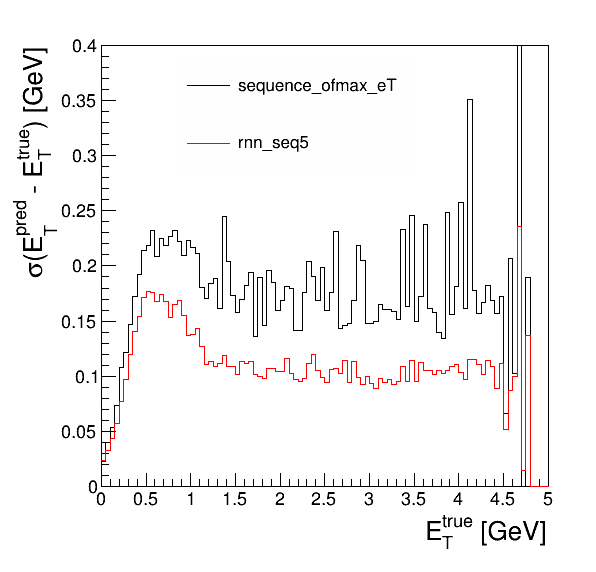 σ(E_T^pred - E_T^true) [GeV]
0.4
0.35
0.3
0.25
0.2
0.15
0.1
0.05
0
sequence_ofmax_eT
rnn_seq5
0 0.5 1 1.5 2 2.5 3 3.5 4 4.5 5
E_T^true [GeV]